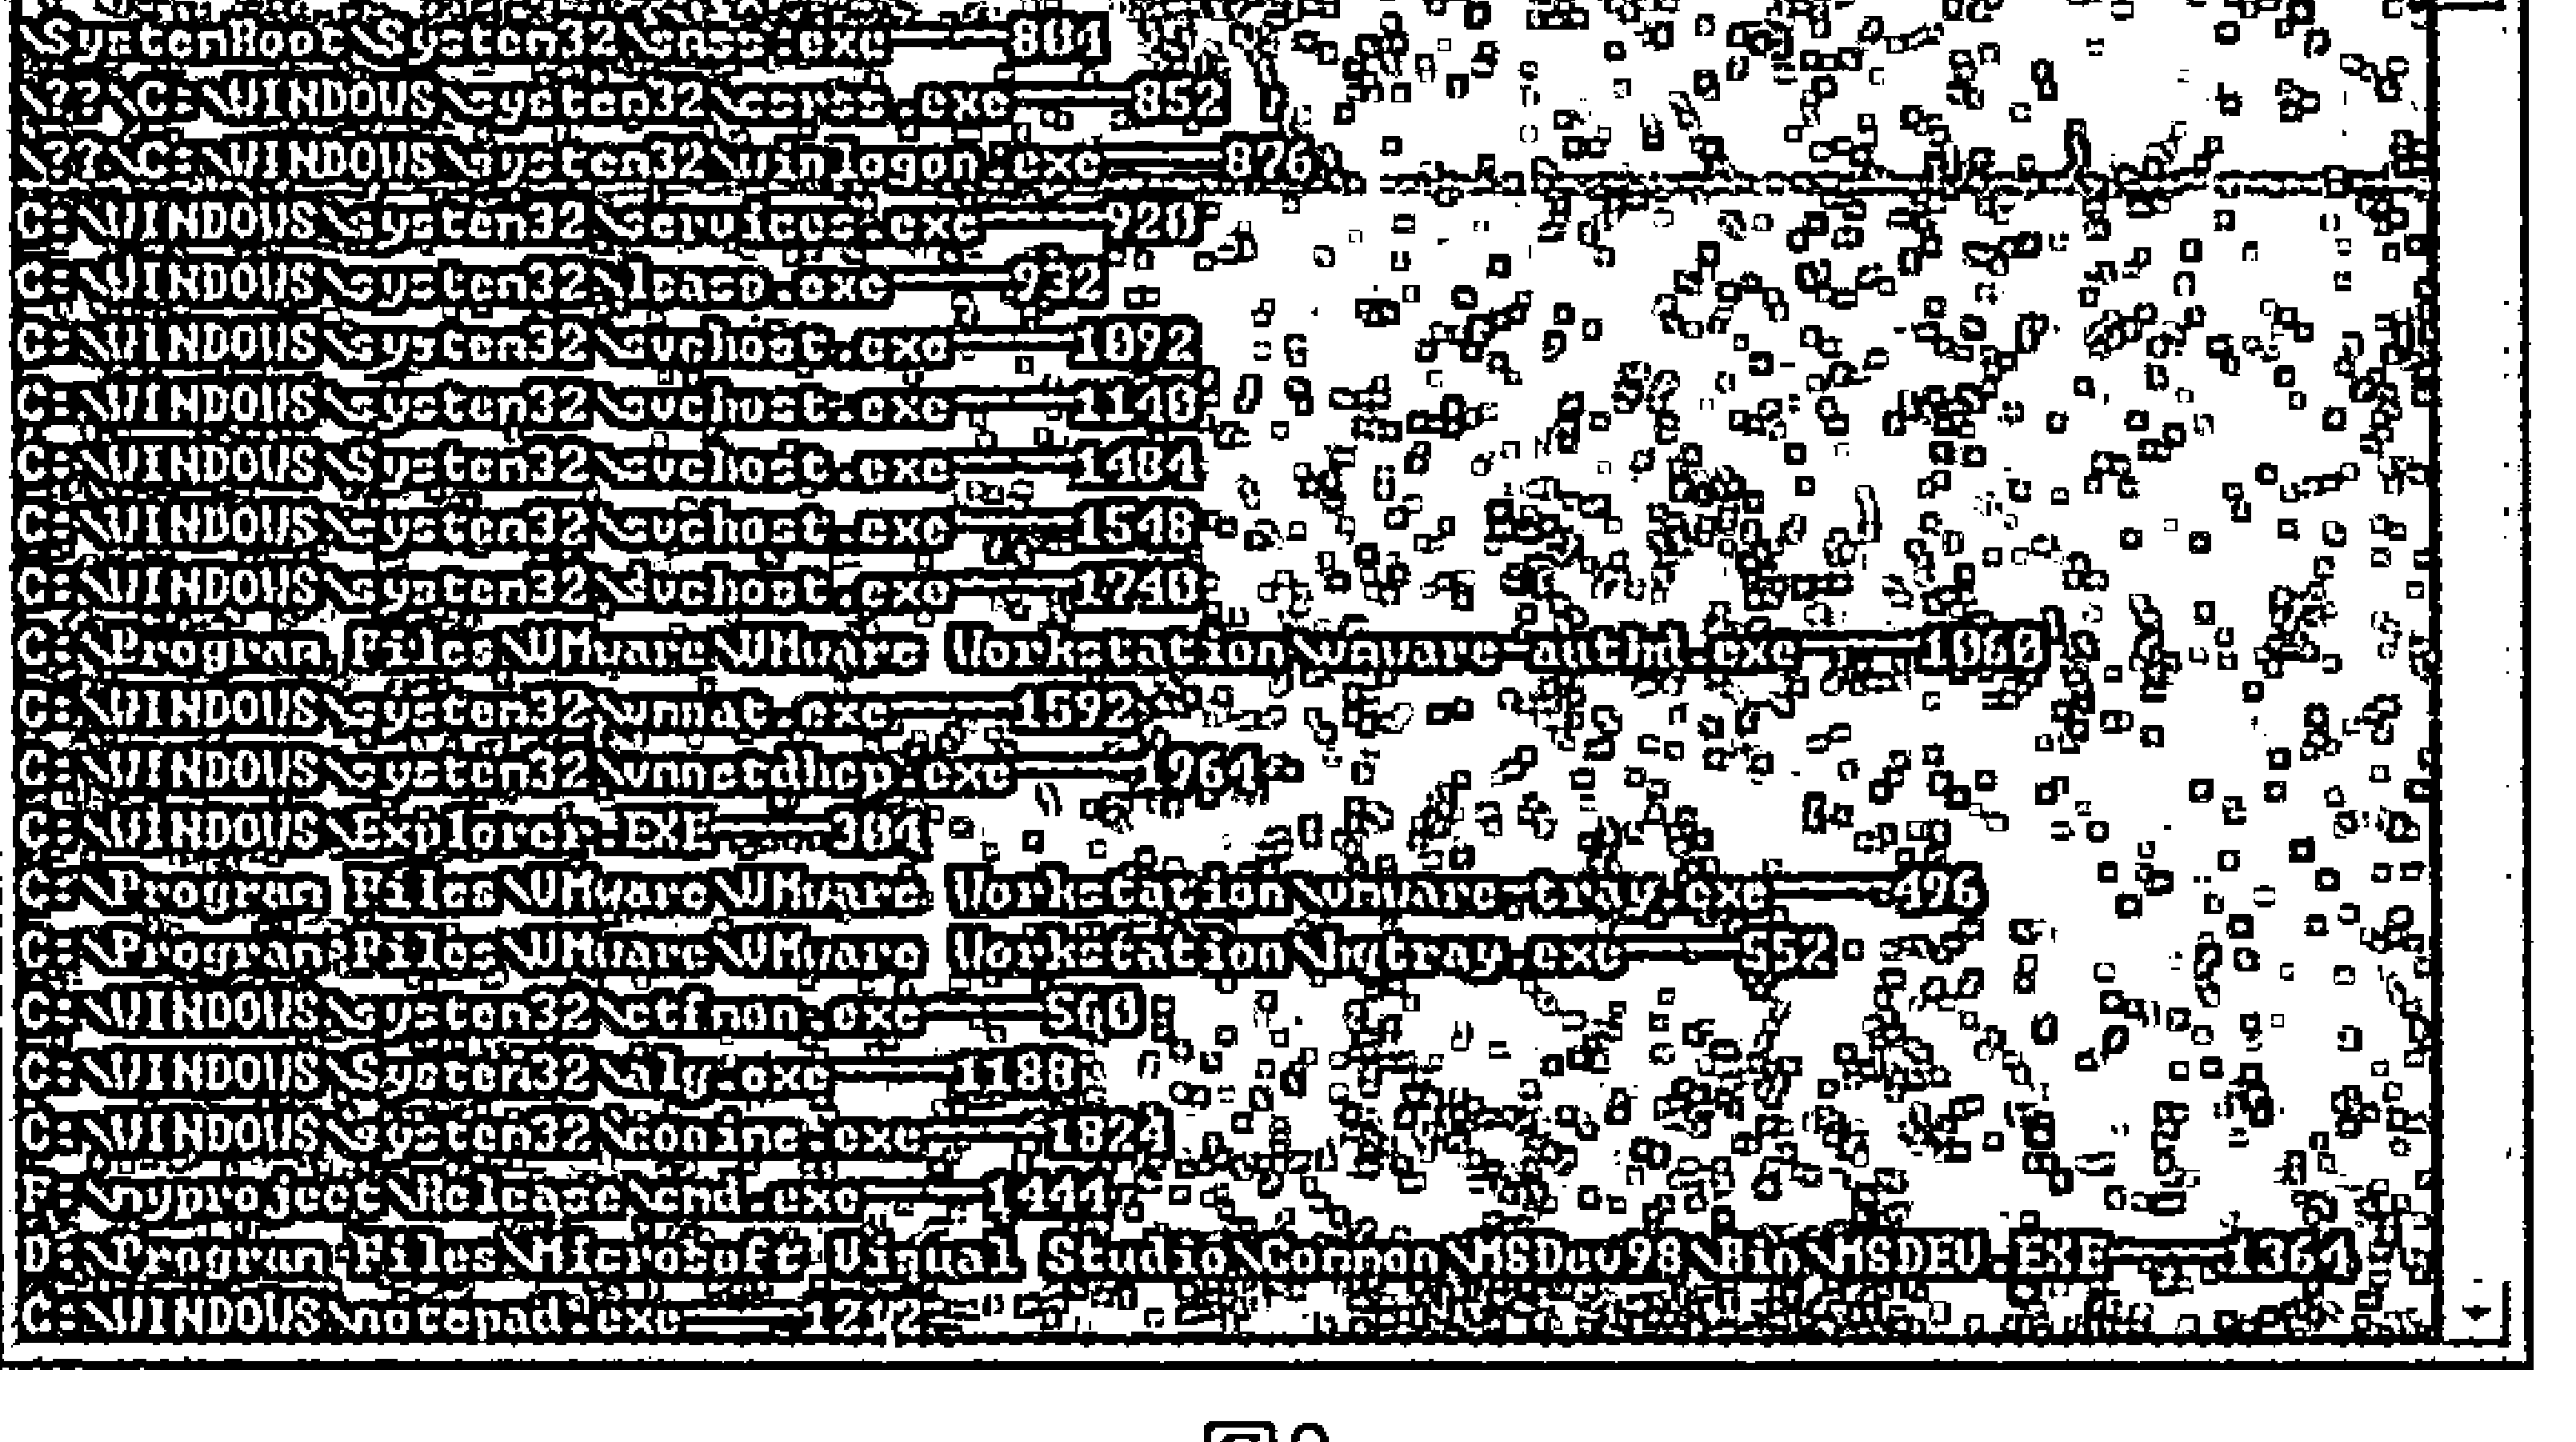 \SystemRoot\System32\smss.exe------804
\??\C:\WINDOWS\system32\csrss.exe------852
\??\C:\WINDOWS\system32\winlogon.exe------876
C:\WINDOWS\system32\services.exe------920
C:\WINDOWS\system32\lsass.exe------932
C:\WINDOWS\system32\svchost.exe------1092
C:\WINDOWS\system32\svchost.exe------1140
C:\WINDOWS\System32\svchost.exe------1484
C:\WINDOWS\system32\svchost.exe------1548
C:\WINDOWS\system32\svchost.exe------1740
C:\Program Files\VMware\VMware Workstation\vmware-authd.exe------1060
C:\WINDOWS\system32\vmnat.exe------1592
C:\WINDOWS\system32\vmnetdhcp.exe------1964
C:\WINDOWS\Explorer.EXE------304
C:\Program Files\VMware\VMware Workstation\vmware-tray.exe------496
C:\Program Files\VMware\VMware Workstation\hqtray.exe------552
C:\WINDOWS\system32\ctfmon.exe------560
C:\WINDOWS\System32\alg.exe------1188
C:\WINDOWS\system32\conime.exe------1824
F:\myproject\Release\cmd.exe------1444
D:\Program Files\Microsoft Visual Studio\Common\MSDev98\Bin\MSDEV.EXE------1364
C:\WINDOWS\notepad.exe------1212